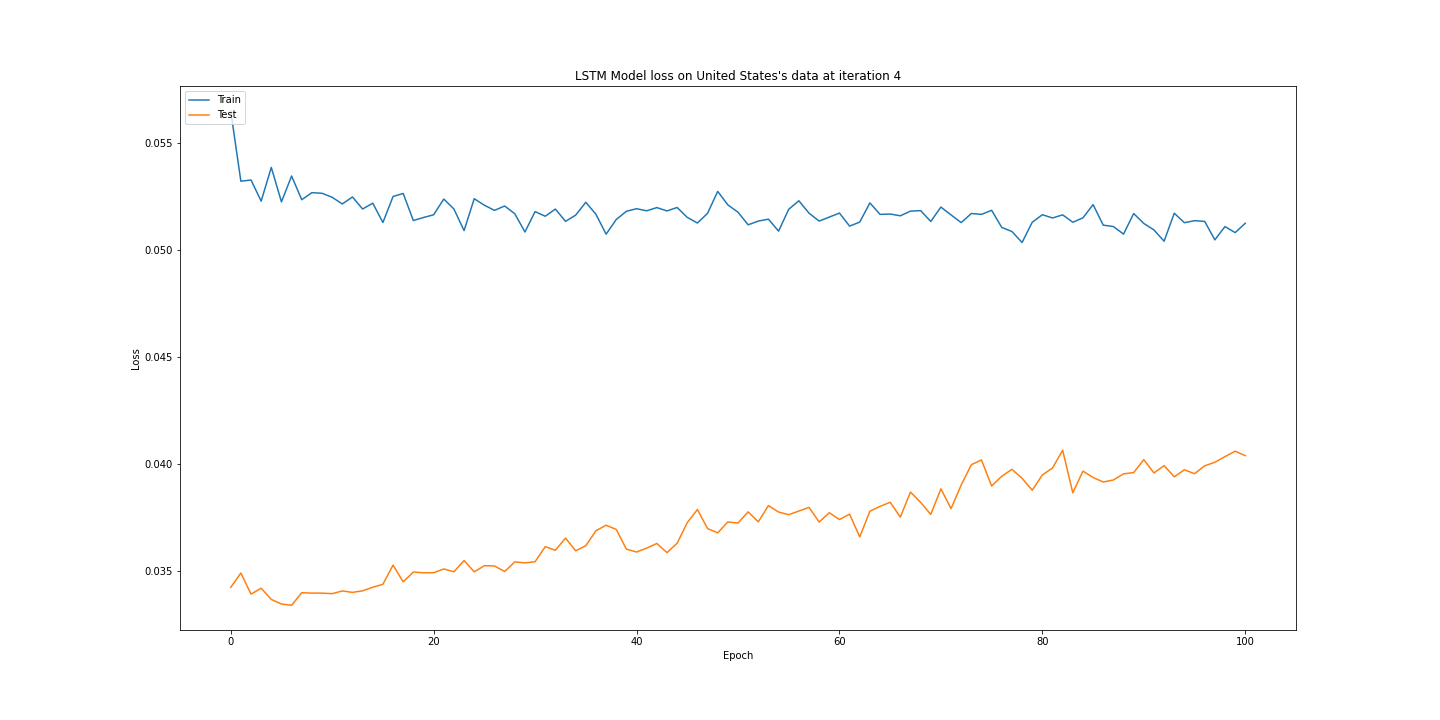 LSTM Model loss on United States's data at iteration 4
Train
Test
0.055
0.050
0.045
0.040
0.035
Loss
0 20 40 60 80 100
Epoch